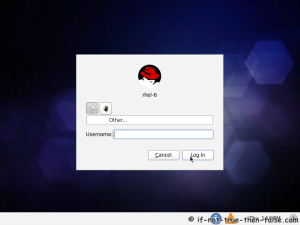 rhel-6
Other...
Username:
Cancel
Log In
© if-not-true-then-false.com